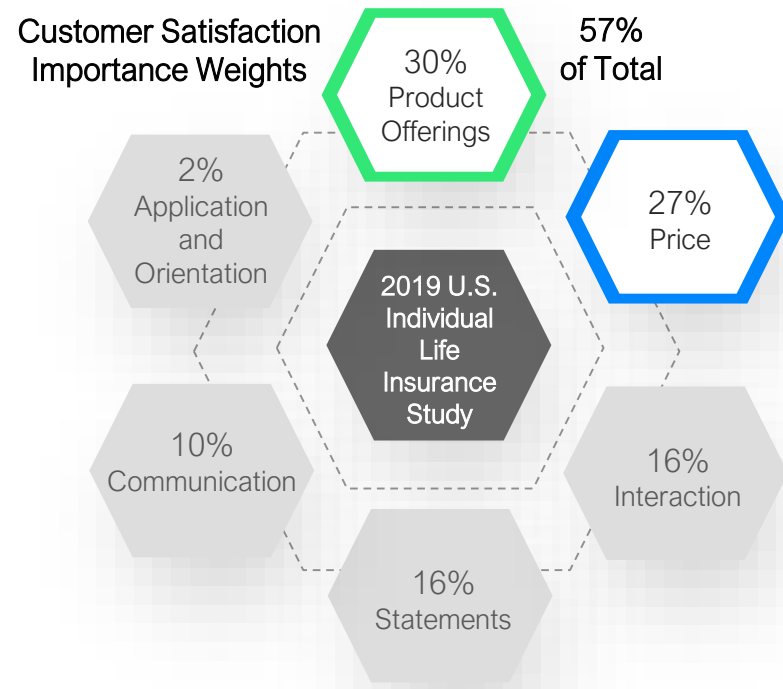 Customer Satisfaction
Importance Weights
57%
of Total
30%
Product
Offerings
27%
Price
16%
Interaction
16%
Statements
10%
Communication
2%
Application
and
Orientation
2019 U.S.
Individual
Life
Insurance
Study